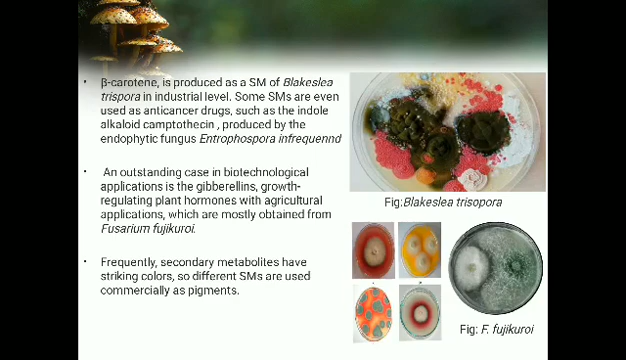 • β-carotene, is produced as a SM of Blakeslea
trispora in industrial level. Some SMs are even
used as anticancer drugs, such as the indole
alkaloid camptothecin , produced by the
endophytic fungus Entrophospora infrequennd
• An outstanding case in biotechnological
applications is the gibberellins, growth-
regulating plant hormones with agricultural
applications, which are mostly obtained from
Fusarium fujikuroi.
• Frequently, secondary metabolites have
striking colors, so different SMs are used
commercially as pigments.
Fig:Blakeslea trisopora
Fig: F. fujikuroi